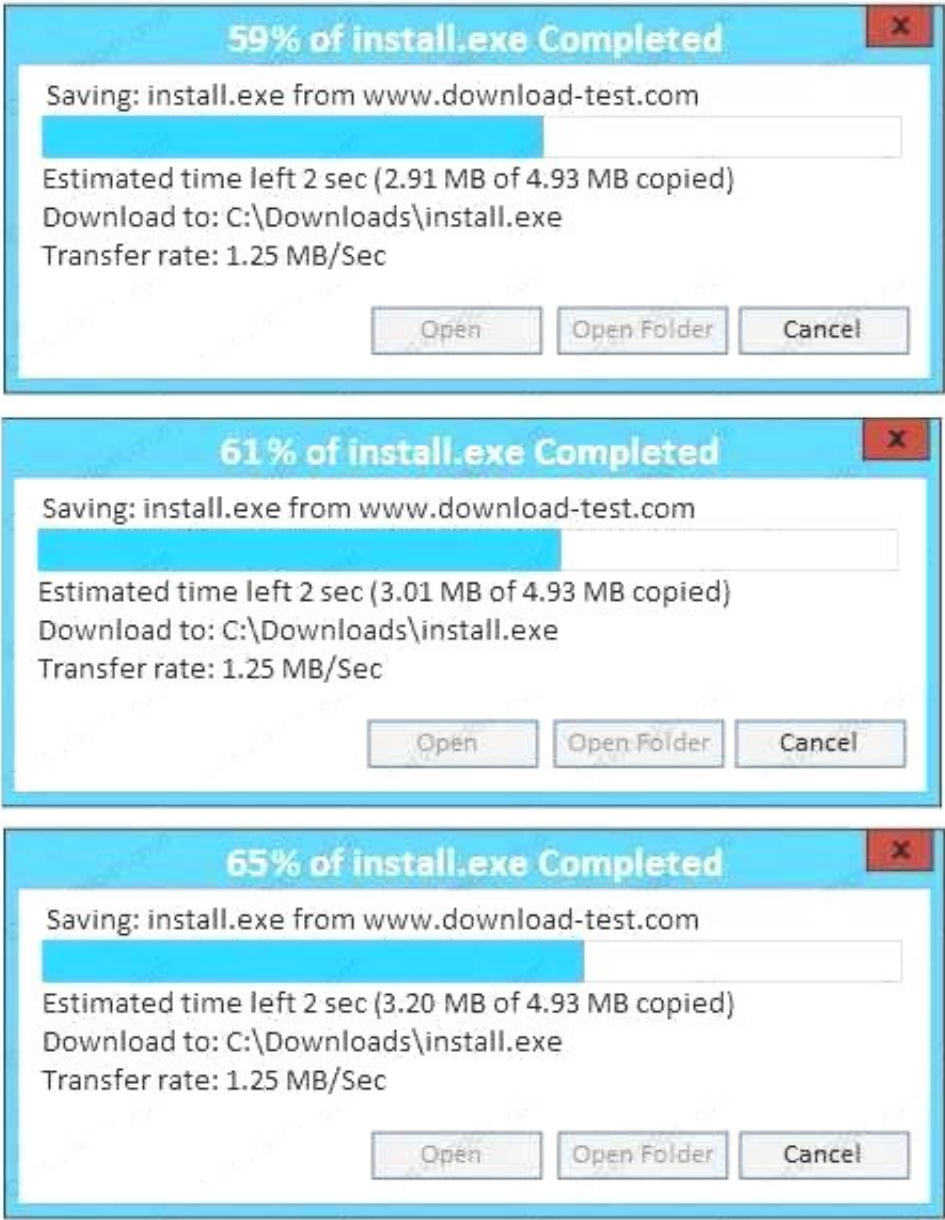 59% of install.exe Completed
x
Saving: install.exe from www.download-test.com
Estimated time left 2 sec (2.91 MB of 4.93 MB copied)
Download to: C:\Downloads\install.exe
Transfer rate: 1.25 MB/Sec
Open Open Folder Cancel
61% of install.exe Completed
x
Saving: install.exe from www.download-test.com
Estimated time left 2 sec (3.01 MB of 4.93 MB copied)
Download to: C:\Downloads\install.exe
Transfer rate: 1.25 MB/Sec
Open Open Folder Cancel
65% of install.exe Completed
x
Saving: install.exe from www.download-test.com
Estimated time left 2 sec (3.20 MB of 4.93 MB copied)
Download to: C:\Downloads\install.exe
Transfer rate: 1.25 MB/Sec
Open Open Folder Cancel